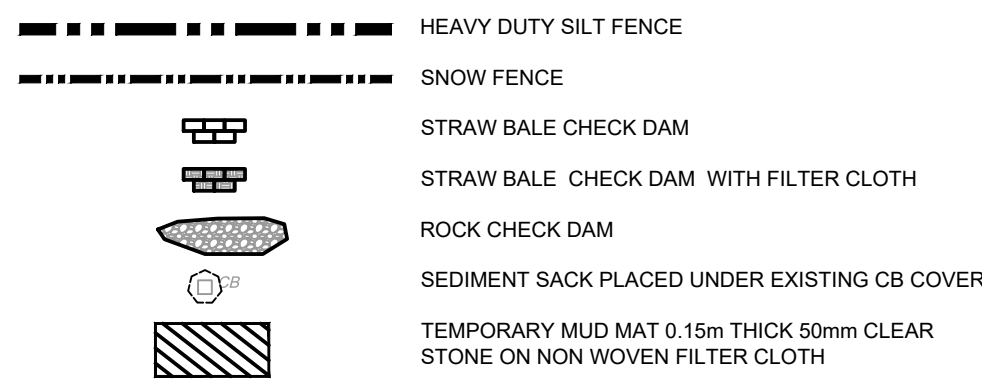 HEAVY DUTY SILT FENCE
SNOW FENCE
STRAW BALE CHECK DAM
STRAW BALE CHECK DAM WITH FILTER CLOTH
ROCK CHECK DAM
CB
SEDIMENT SACK PLACED UNDER EXISTING CB COVER
TEMPORARY MUD MAT 0.15m THICK 50mm CLEAR
STONE ON NON WOVEN FILTER CLOTH